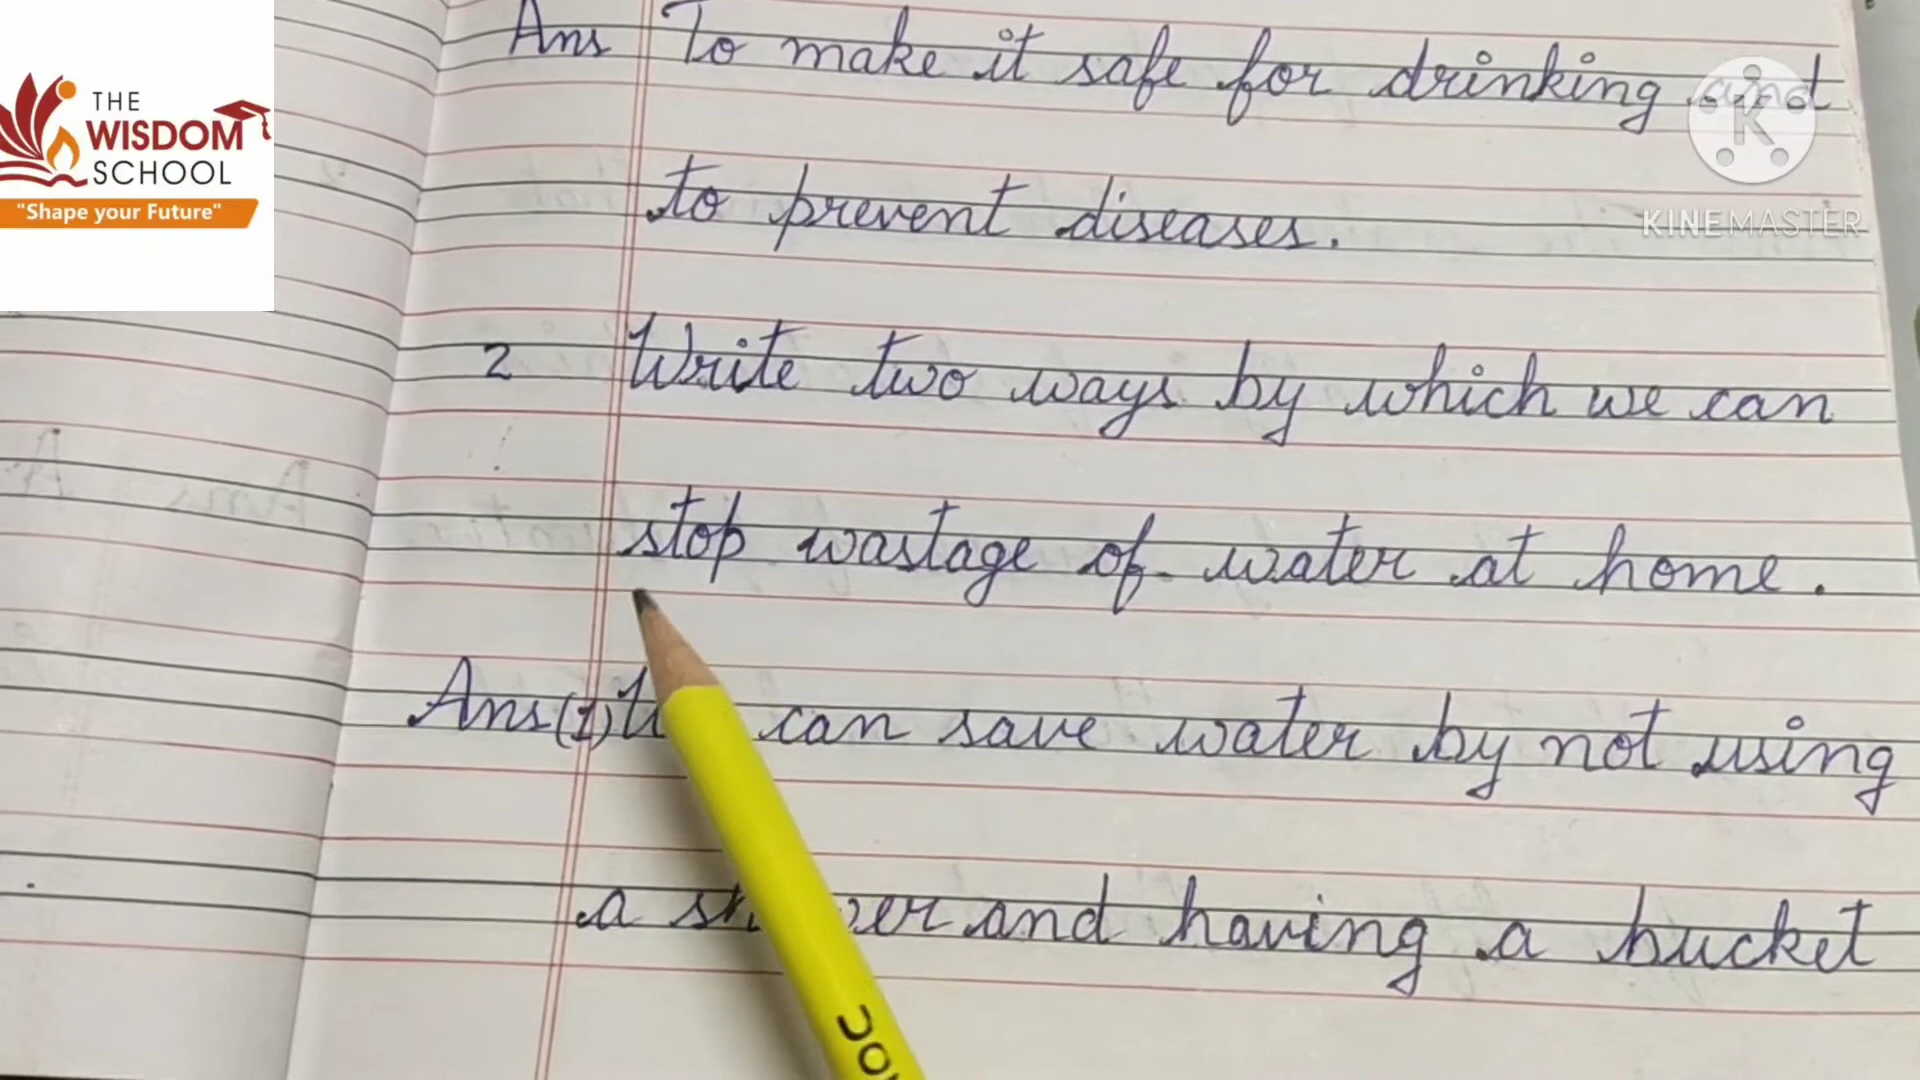 THE
WISDOM
SCHOOL
"Shape your Future"
Ans To make it safe for drinking and
to prevent diseases.
KINEMASTER
2 Write two ways by which we can
stop wastage of water at home.
Ans (1) can save water by not using
a and having a bucket